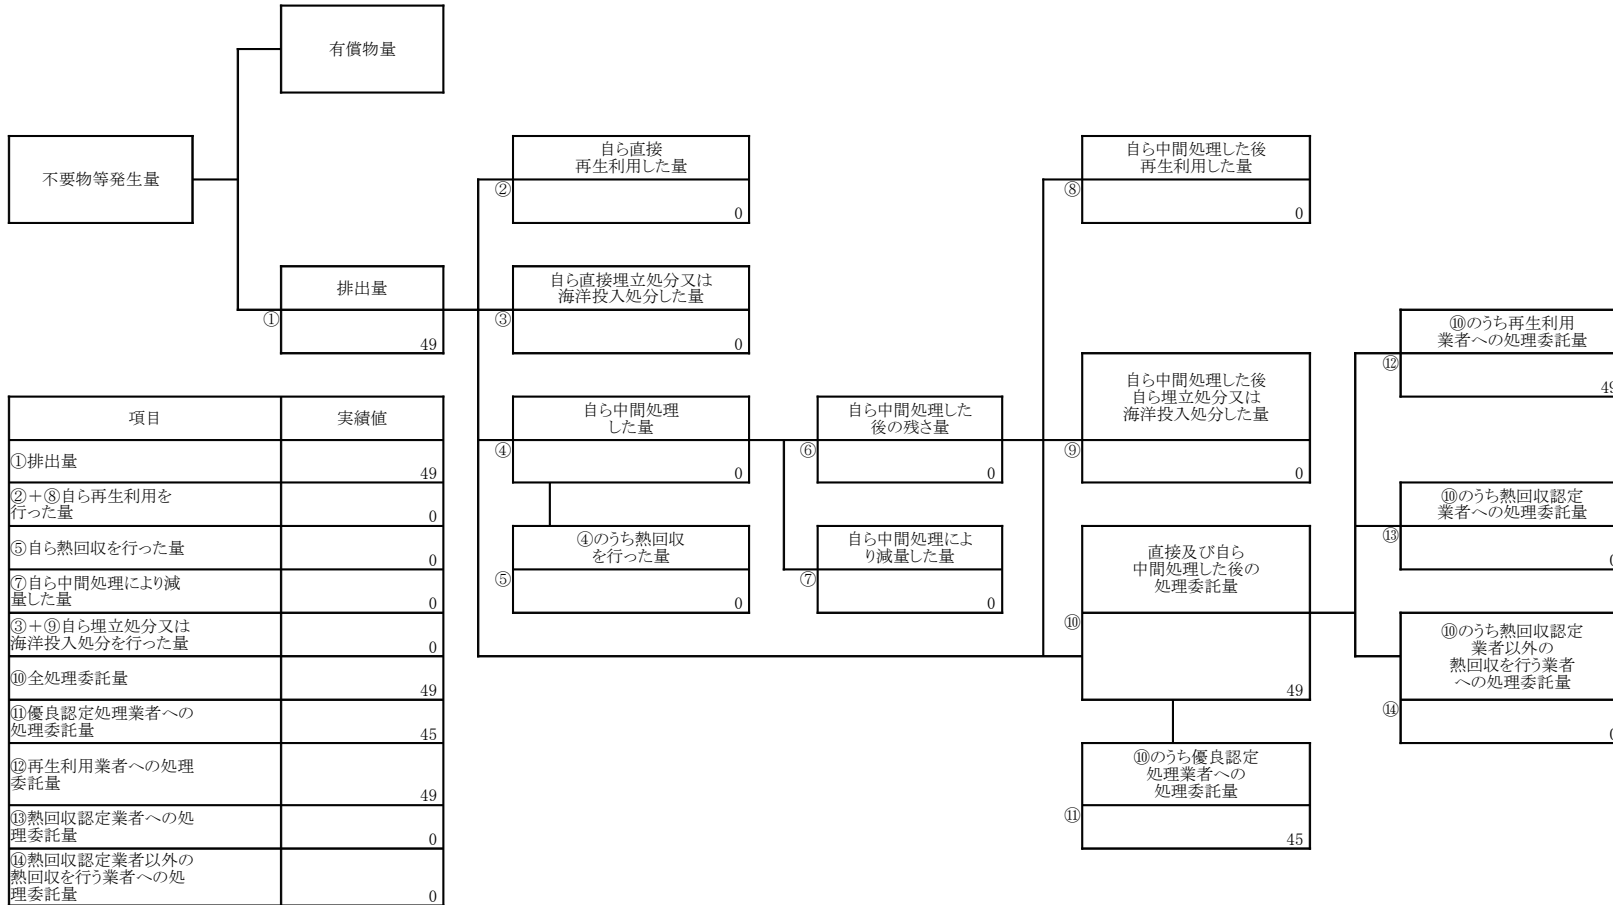 有償物量
不要物等発生量
自ら直接
再生利用した量
②
0
自ら中間処理した後
再生利用した量
⑧
0
排出量
①
49
自ら直接埋立処分又は
海洋投入処分した量
③
0
⑩のうち再生利用
業者への処理委託量
⑫
49
自ら中間処理
した量
④
0
自ら中間処理した
後の残さ量
⑥
0
自ら中間処理した後
自ら埋立処分又は
海洋投入処分した量
⑨
0
⑩のうち熱回収認定
業者への処理委託量
⑬
0
④のうち熱回収
を行った量
⑤
0
自ら中間処理によ
り減量した量
⑦
0
直接及び自ら
中間処理した後の
処理委託量
⑩
49
⑩のうち熱回収認定
業者以外の
熱回収を行う業者
への処理委託量
⑭
0
⑩のうち優良認定
処理業者への
処理委託量
⑪
45
項目 実績値
①排出量
49
②＋⑧自ら再生利用を
行った量
0
⑤自ら熱回収を行った量
0
⑦自ら中間処理により減
量した量
0
③＋⑨自ら埋立処分又は
海洋投入処分を行った量
0
⑩全処理委託量
49
⑪優良認定処理業者への
処理委託量
45
⑫再生利用業者への処理
委託量
49
⑬熱回収認定業者への処
理委託量
0
⑭熱回収認定業者以外の
熱回収を行う業者への処
理委託量
0